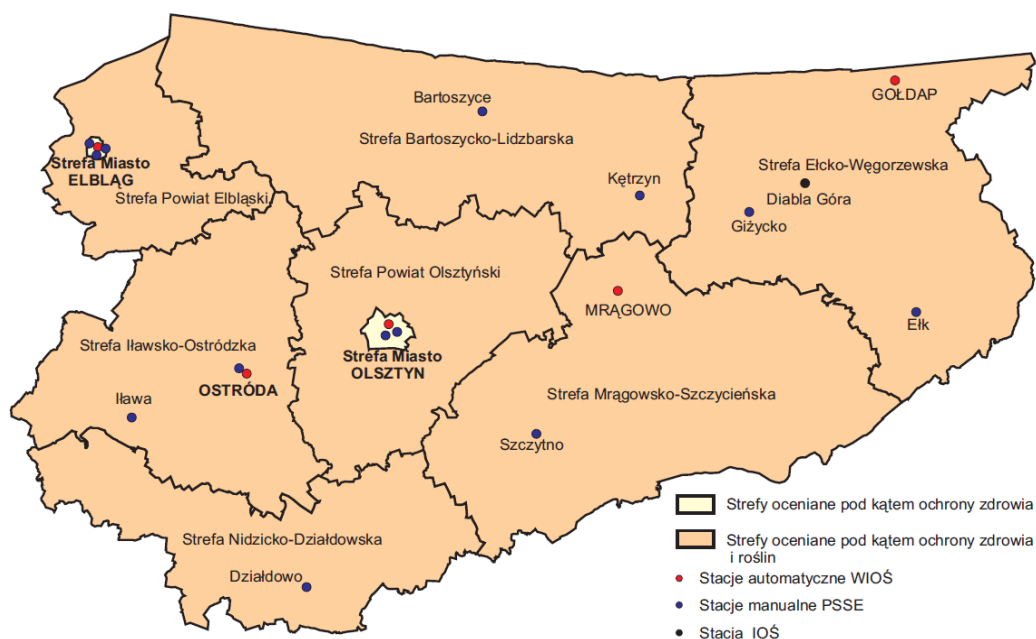 GOŁDAP
Bartoszyce
Strefa Bartoszycko-Lidzbarska
Strefa Miasto
ELBLĄG
Strefa Powiat Elbląski
Kętrzyn
Strefa Ełcko-Węgorzewska
Diabla Góra
Giżycko
Strefa Powiat Olsztyński
MRĄGOWO
Ełk
Strefa Iławsko-Ostródzka
Strefa Miasto
OLSZTYN
OSTRÓDA
Iława
Strefa Mrągowsko-Szczycieńska
Szczytno
Strefa Nidzicko-Działdowska
Działdowo
Strefy oceniane pod kątem ochrony zdrowia
Strefy oceniane pod kątem ochrony zdrowia
i roślin
Stacje automatyczne WIOŚ
Stacje manualne PSSE
Stacja IOŚ